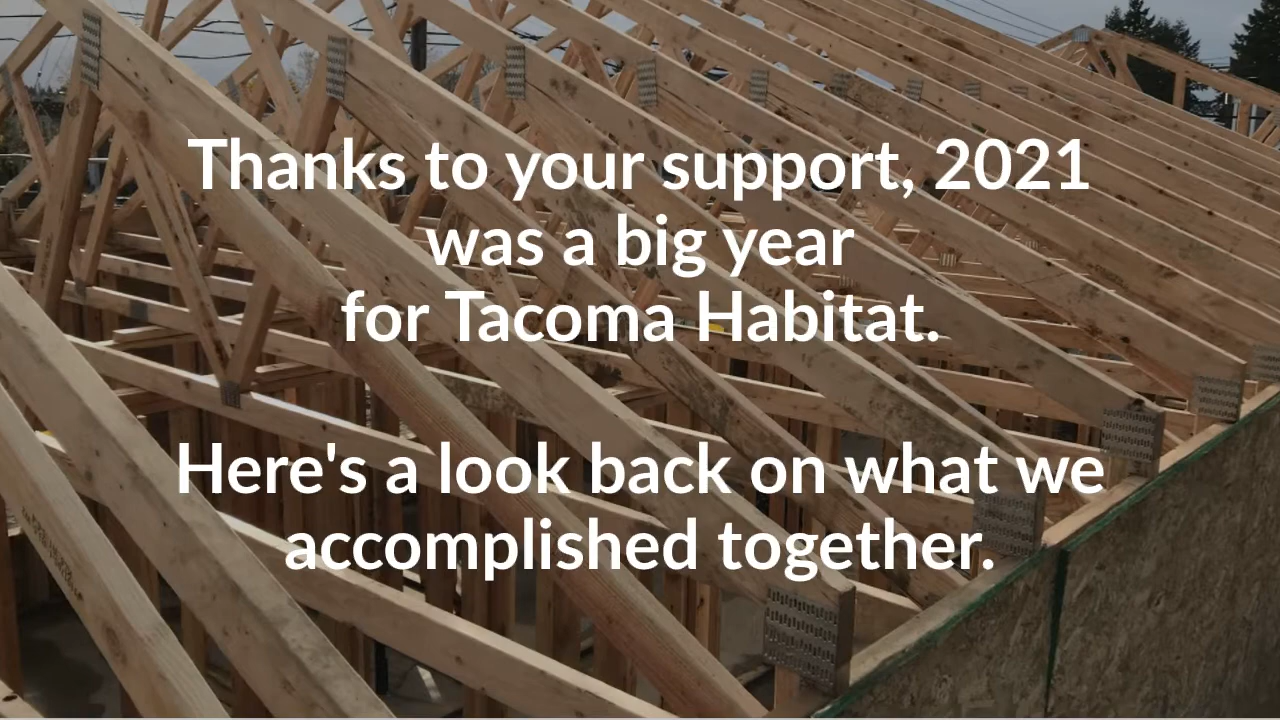 Thanks to your support, 2021
was a big year
for Tacoma Habitat.
Here's a look back on what we
accomplished together.